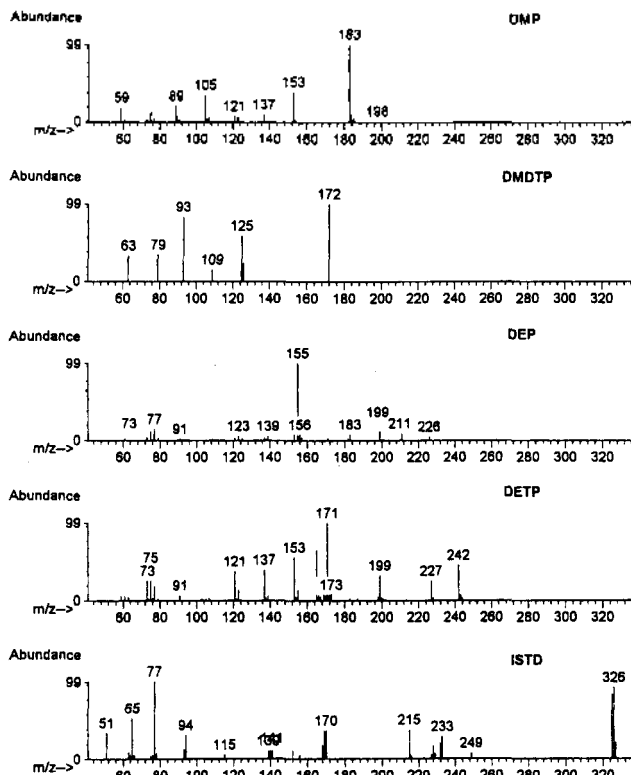 Abundance DMP
183
99
59 89 105 121 137 153 198
0
m/z--> 60 80 100 120 140 160 180 200 220 240 260 280 300 320
Abundance DMDTP
172
99
93
125
63 79 109
0
m/z--> 60 80 100 120 140 160 180 200 220 240 260 280 300 320
Abundance DEP
155
99
73 77 91 123 139 156 183 199 211 226
0
m/z--> 60 80 100 120 140 160 180 200 220 240 260 280 300 320
Abundance DETP
171
99
75 121 137 153 242
73 91 173 199 227
0
m/z--> 60 80 100 120 140 160 180 200 220 240 260 280 300 320
Abundance ISTD
77 326
99
51 65 94 115 139 141 170 215 233 249
0
m/z--> 60 80 100 120 140 160 180 200 220 240 260 280 300 320